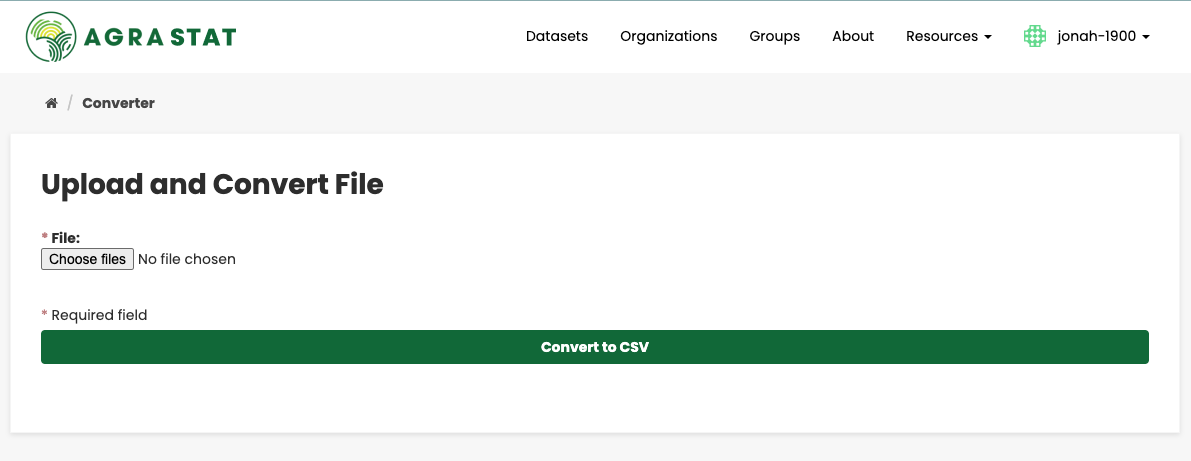 AGRA STAT
Datasets Organizations Groups About Resources jonah-1900
/ Converter
Upload and Convert File
* File:
Choose files No file chosen
* Required field
Convert to CSV